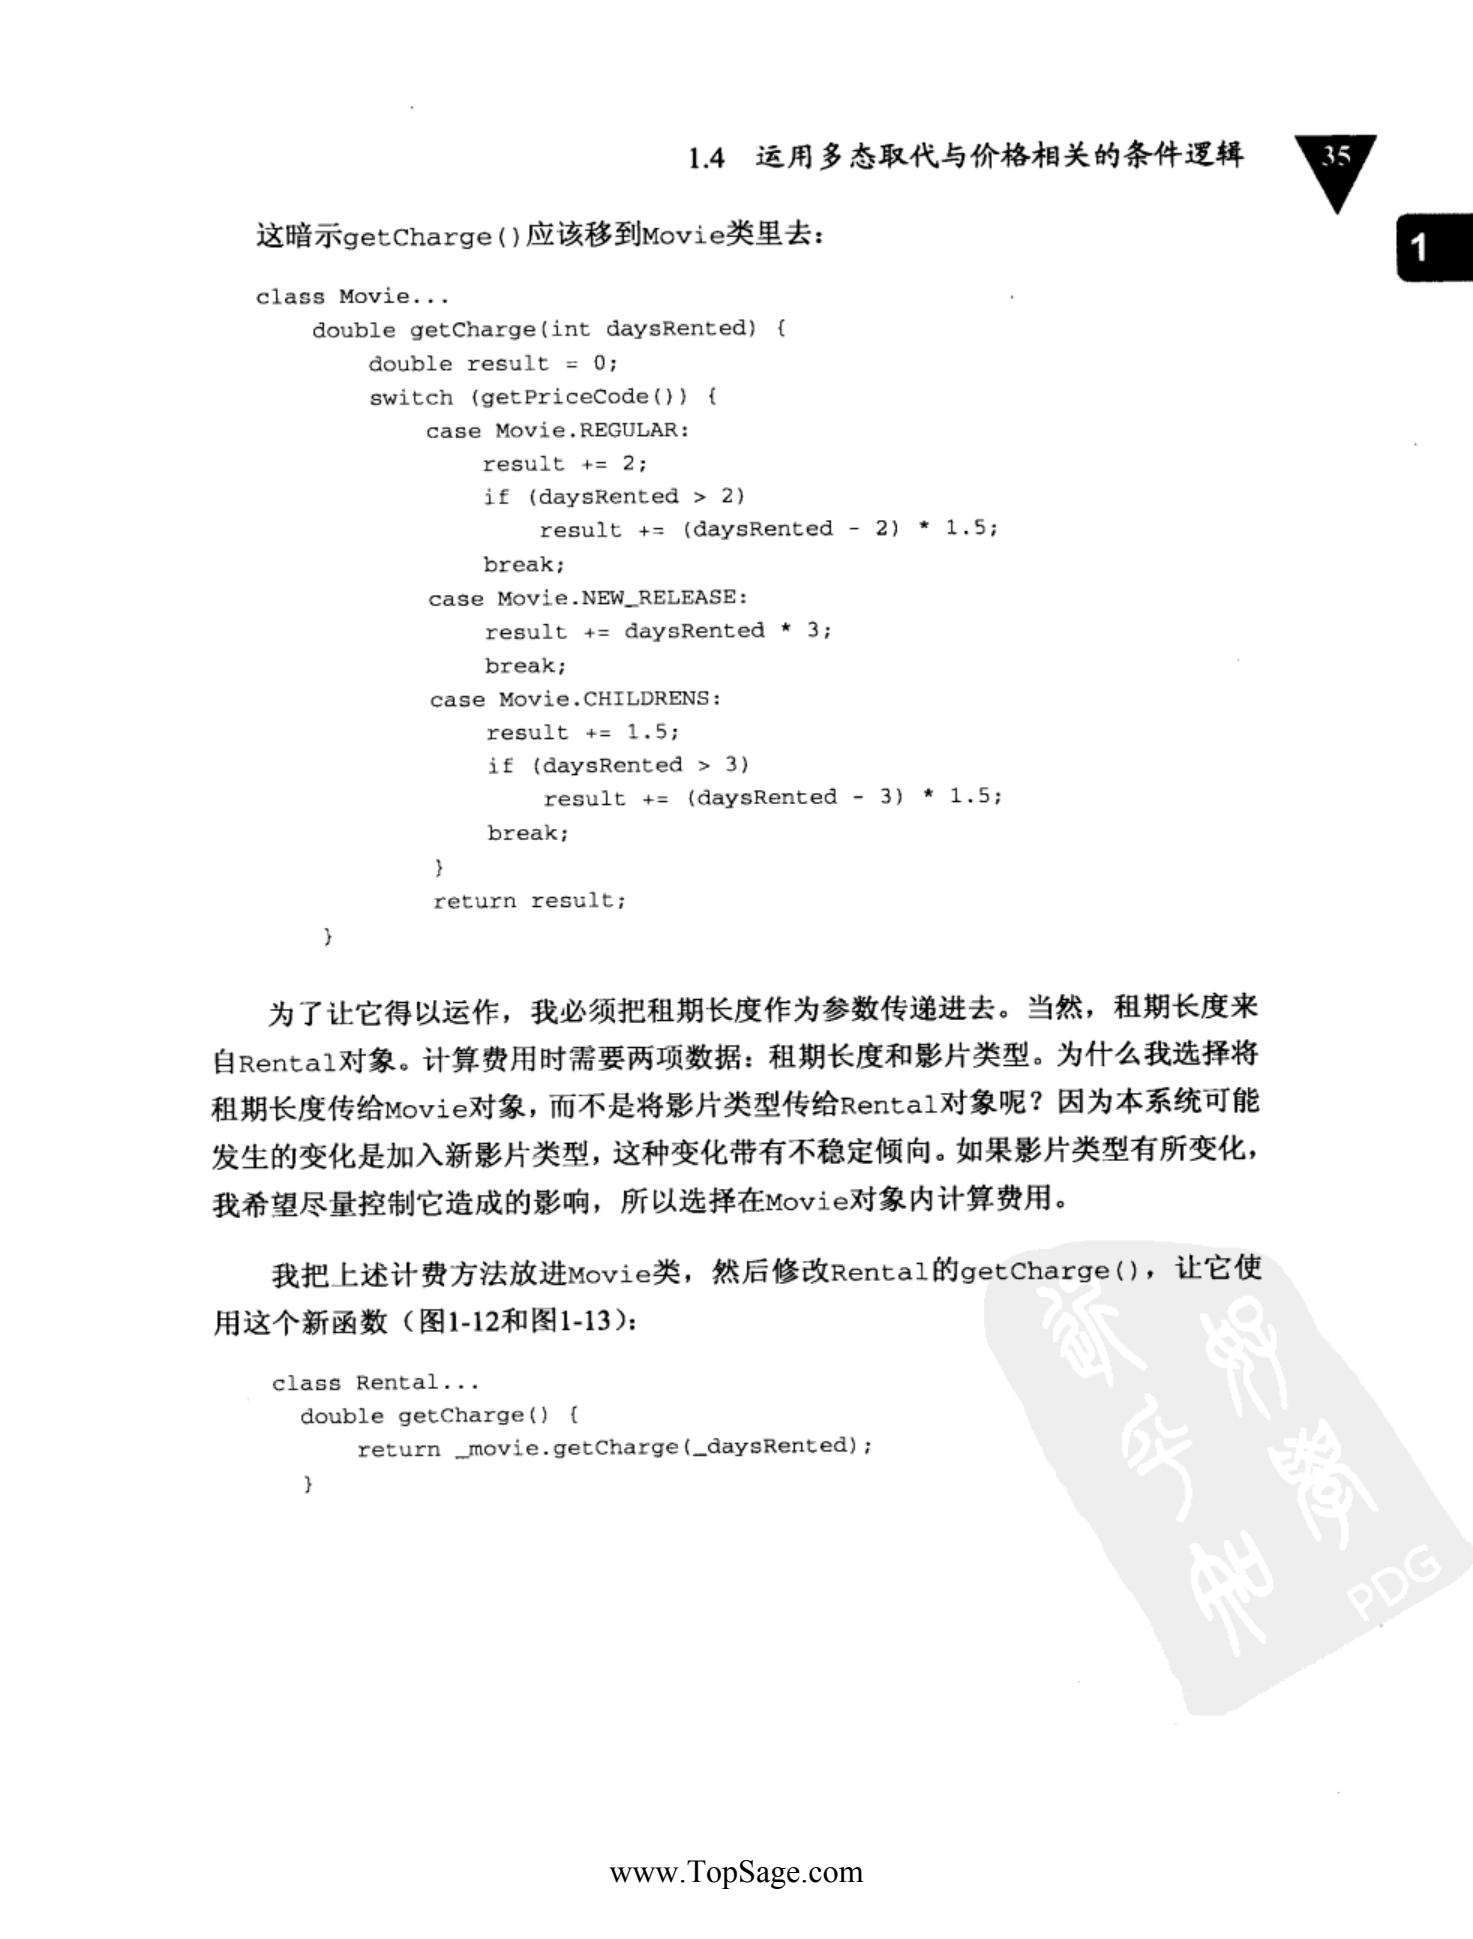 1.4 运用多态取代与价格相关的条件逻辑
35
1
这暗示getCharge()应该移到Movie类里去：
class Movie...
double getCharge(int daysRented) {
double result = 0;
switch (getPriceCode()) {
case Movie.REGULAR:
result += 2;
if (daysRented > 2)
result += (daysRented - 2) * 1.5;
break;
case Movie.NEW_RELEASE:
result += daysRented * 3;
break;
case Movie.CHILDRENS:
result += 1.5;
if (daysRented > 3)
result += (daysRented - 3) * 1.5;
break;
}
return result;
}
为了让它得以运作，我必须把租期长度作为参数传递进去。当然，租期长度来
自Rental对象。计算费用时需要两项数据：租期长度和影片类型。为什么我选择将
租期长度传给Movie对象，而不是将影片类型传给Rental对象呢？因为本系统可能
发生的变化是加入新影片类型，这种变化带有不稳定倾向。如果影片类型有所变化，
我希望尽量控制它造成的影响，所以选择在Movie对象内计算费用。
我把上述计费方法放进Movie类，然后修改Rental的getCharge()，让它使
用这个新函数（图1-12和图1-13）：
class Rental...
double getCharge() {
return _movie.getCharge(_daysRented);
}
PDG
www.TopSage.com